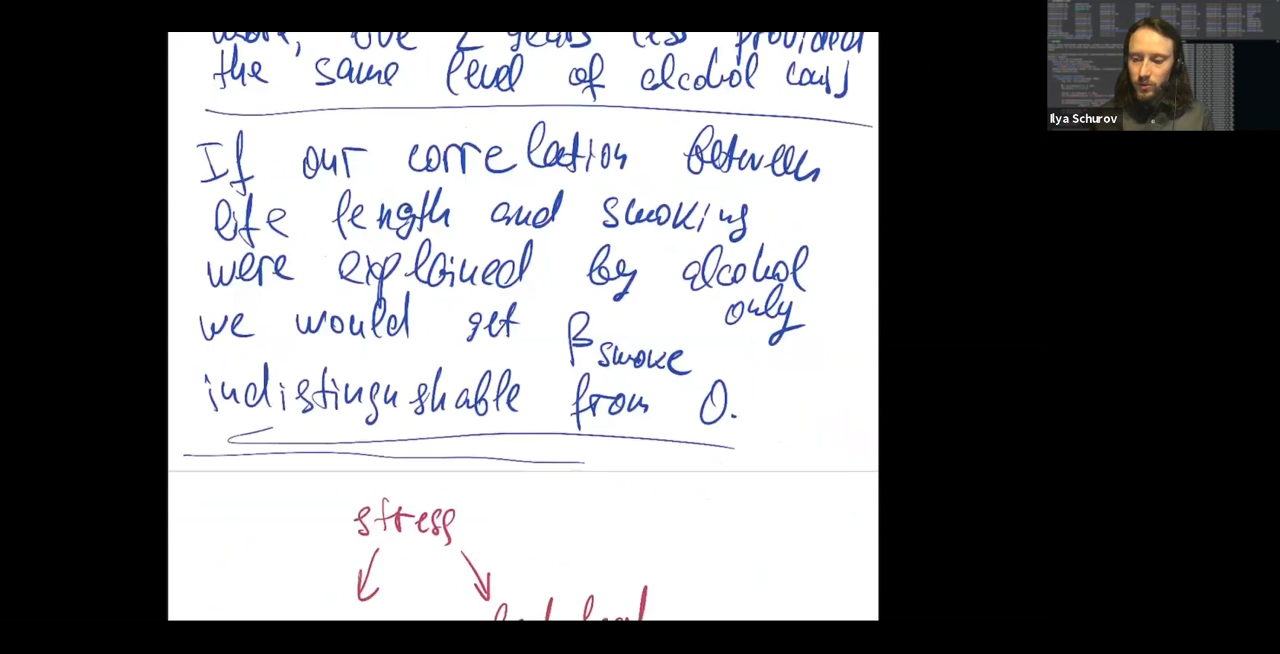 the same level of alcohol cons
If our correlation between
life length and smoking
were explained by alcohol
only
we would get β smoke
indistingushable from 0.
stress
Ilya Schurov